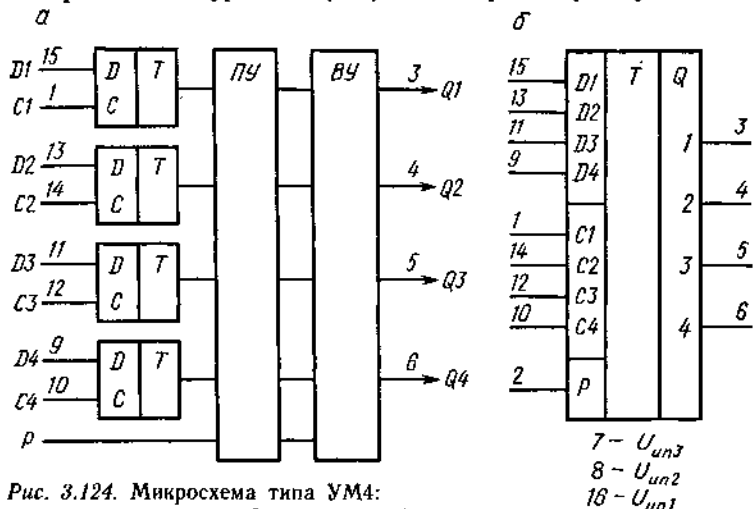 а
б
D1 15 D T ПУ ВУ 3 Q1
C1 1 C
D2 13 D T 4 Q2
C2 14 C
D3 11 D T 5 Q3
C3 12 C
D4 9 D T 6 Q4
C4 10 C
P
15 D1 T Q
13 D2
11 D3 1 3
9 D4
2 4
1 C1
14 C2 3 5
12 C3
10 C4 4 6
2 P
7 – Uип3
8 – Uип2
16 – Uип1
Рис. 3.124. Микросхема типа УМ4: